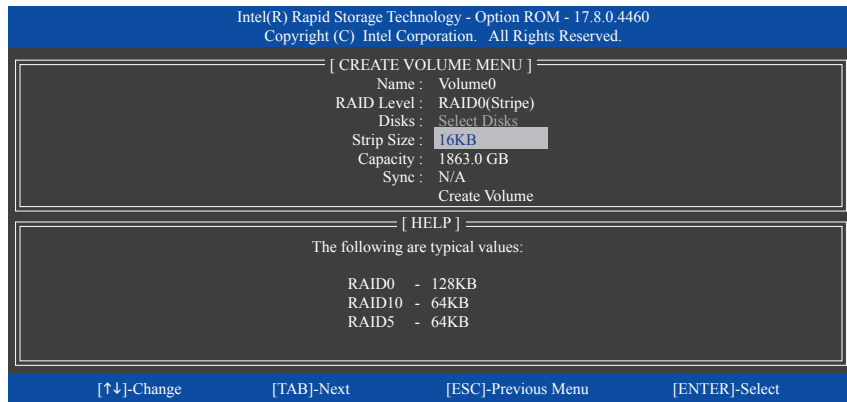 Intel(R) Rapid Storage Technology - Option ROM - 17.8.0.4460
Copyright (C) Intel Corporation. All Rights Reserved.
[ CREATE VOLUME MENU ]
Name : Volume0
RAID Level : RAID0(Stripe)
Disks : Select Disks
Strip Size : 16KB
Capacity : 1863.0 GB
Sync : N/A
Create Volume
[ HELP ]
The following are typical values:
RAID0 - 128KB
RAID10 - 64KB
RAID5 - 64KB
[↑↓]-Change [TAB]-Next [ESC]-Previous Menu [ENTER]-Select